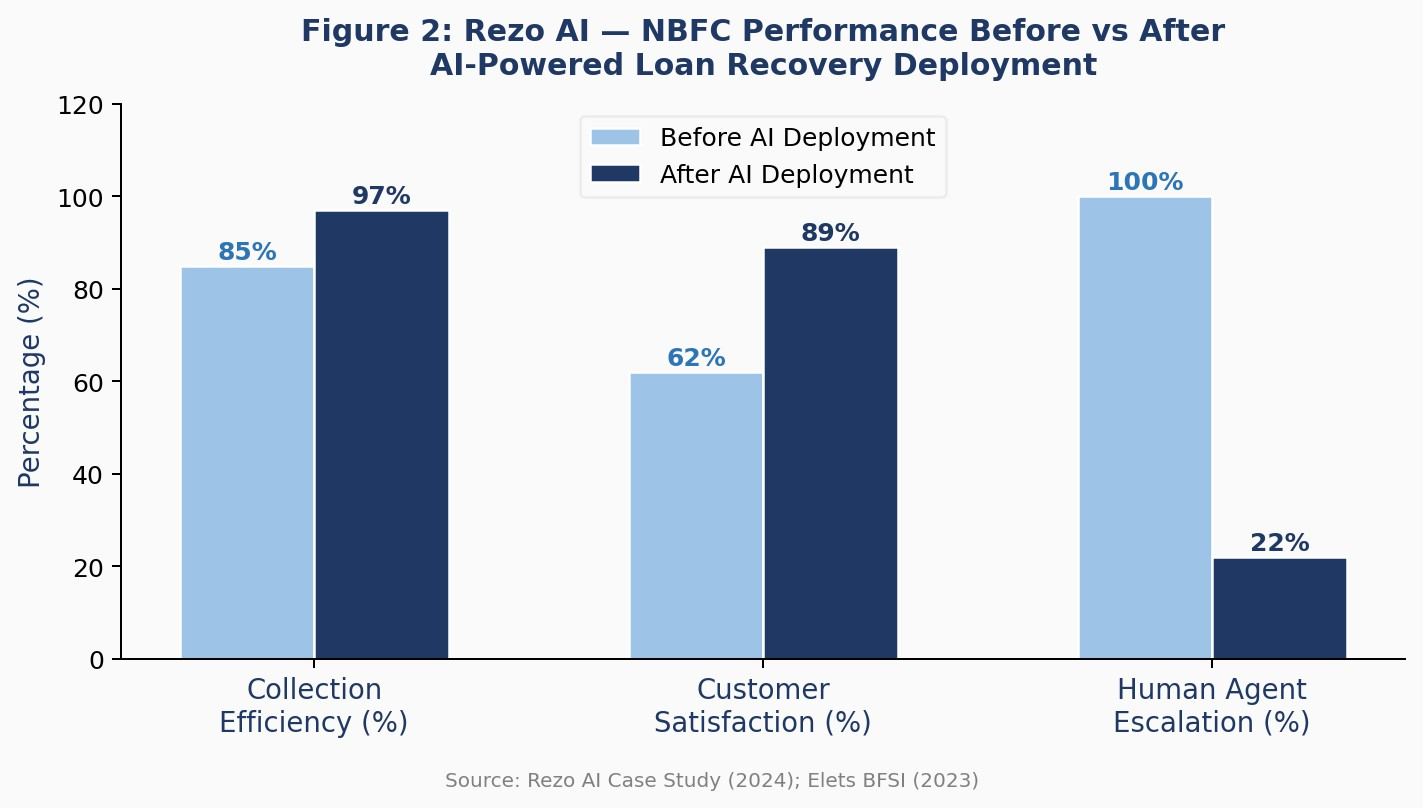 Figure 2: Rezo AI — NBFC Performance Before vs After
AI-Powered Loan Recovery Deployment
120
100
80
60
40
20
0
Percentage (%)
Before AI Deployment
After AI Deployment
85%
97%
62%
89%
100%
22%
Collection
Efficiency (%)
Customer
Satisfaction (%)
Human Agent
Escalation (%)
Source: Rezo AI Case Study (2024); Elets BFSI (2023)